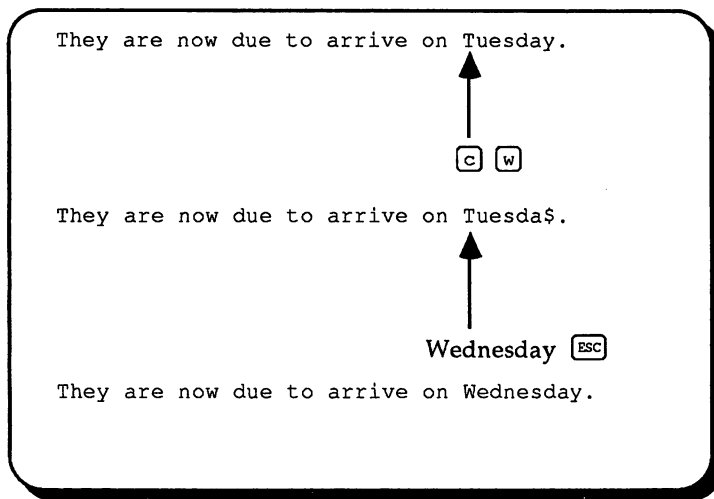 They are now due to arrive on Tuesday.
c w
They are now due to arrive on Tuesda$.
Wednesday ESC
They are now due to arrive on Wednesday.